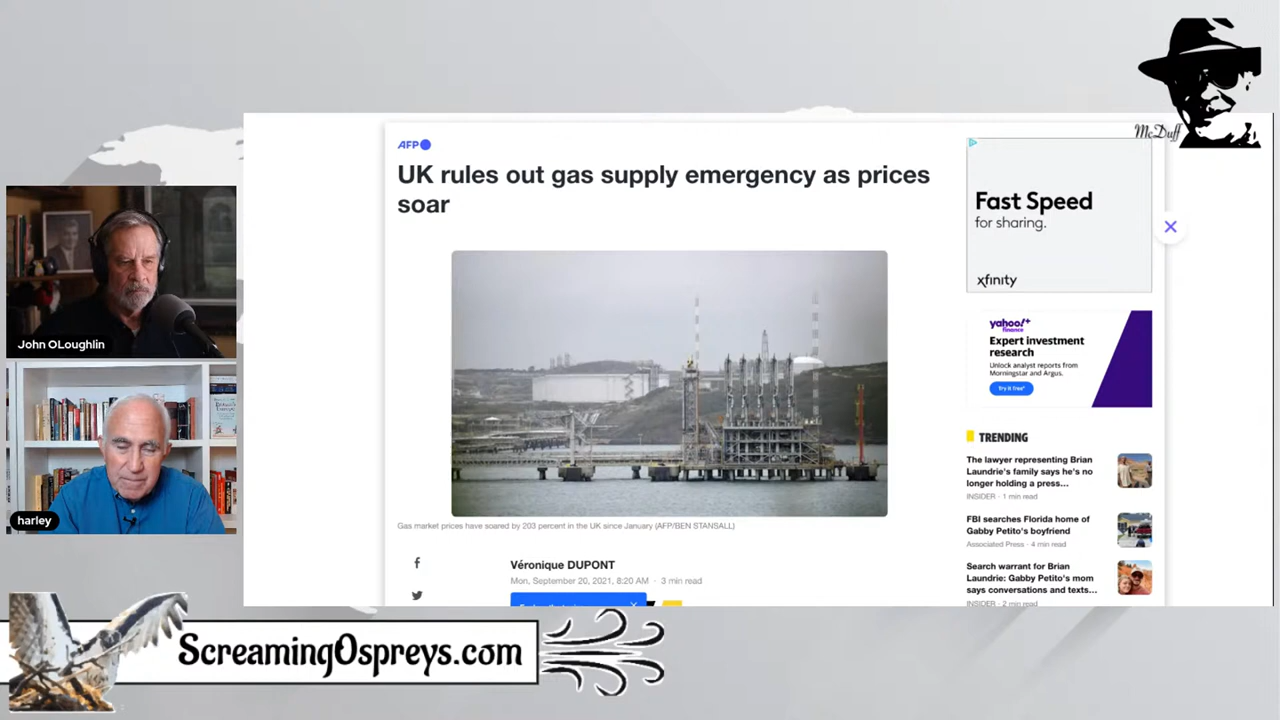 McDuff
AFP
UK rules out gas supply emergency as prices
soar
Gas market prices have soared by 203 percent in the UK since January (AFP/BEN STANSALL)
Véronique DUPONT
Mon, September 20, 2021, 8:20 AM · 3 min read
Fast Speed
for sharing.
xfinity
yahoo!+
finance
Expert investment
research
Unlock analyst reports from
Morningstar and Argus.
Try it free*
TRENDING
The lawyer representing Brian
Laundrie's family says he's no
longer holding a press...
INSIDER · 1 min read
FBI searches Florida home of
Gabby Petito's boyfriend
Associated Press · 4 min read
Search warrant for Brian
Laundrie: Gabby Petito's mom
says conversations and texts...
INSIDER · 2 min read
John OLoughlin
harley
ScreamingOspreys.com